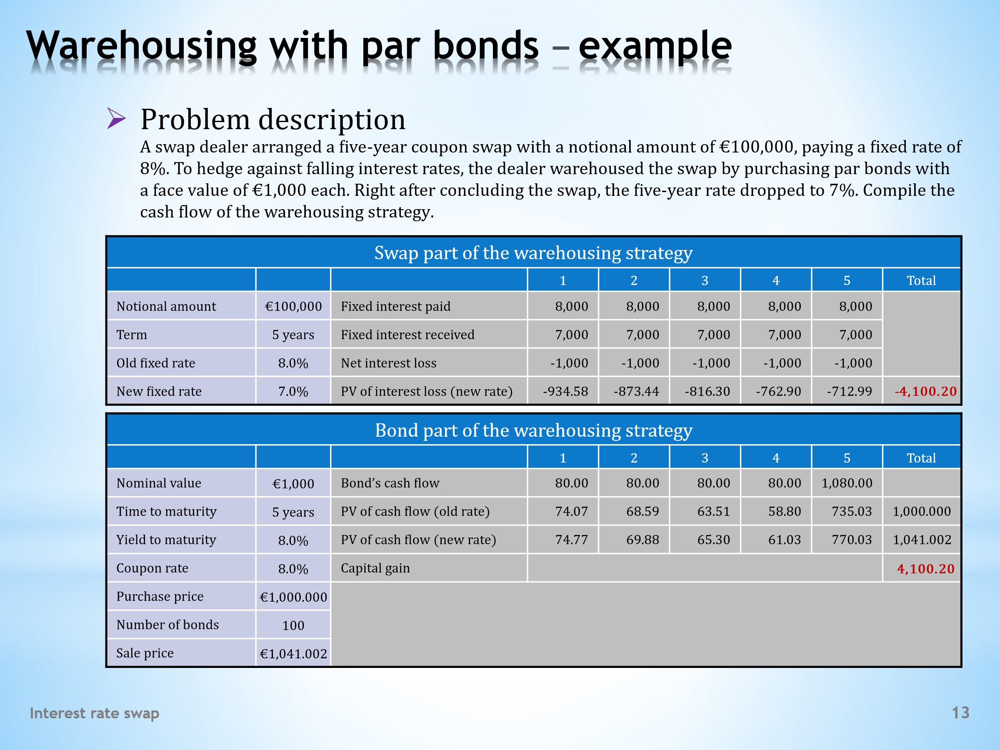 Warehousing with par bonds – example
Problem description
A swap dealer arranged a five-year coupon swap with a notional amount of €100,000, paying a fixed rate of
8%. To hedge against falling interest rates, the dealer warehoused the swap by purchasing par bonds with
a face value of €1,000 each. Right after concluding the swap, the five-year rate dropped to 7%. Compile the
cash flow of the warehousing strategy.
Swap part of the warehousing strategy
1 2 3 4 5 Total
Notional amount €100,000 Fixed interest paid 8,000 8,000 8,000 8,000 8,000
Term 5 years Fixed interest received 7,000 7,000 7,000 7,000 7,000
Old fixed rate 8.0% Net interest loss -1,000 -1,000 -1,000 -1,000 -1,000
New fixed rate 7.0% PV of interest loss (new rate) -934.58 -873.44 -816.30 -762.90 -712.99 -4,100.20
Bond part of the warehousing strategy
1 2 3 4 5 Total
Nominal value €1,000 Bond’s cash flow 80.00 80.00 80.00 80.00 1,080.00
Time to maturity 5 years PV of cash flow (old rate) 74.07 68.59 63.51 58.80 735.03 1,000.000
Yield to maturity 8.0% PV of cash flow (new rate) 74.77 69.88 65.30 61.03 770.03 1,041.002
Coupon rate 8.0% Capital gain 4,100.20
Purchase price €1,000.000
Number of bonds 100
Sale price €1,041.002
Interest rate swap 13